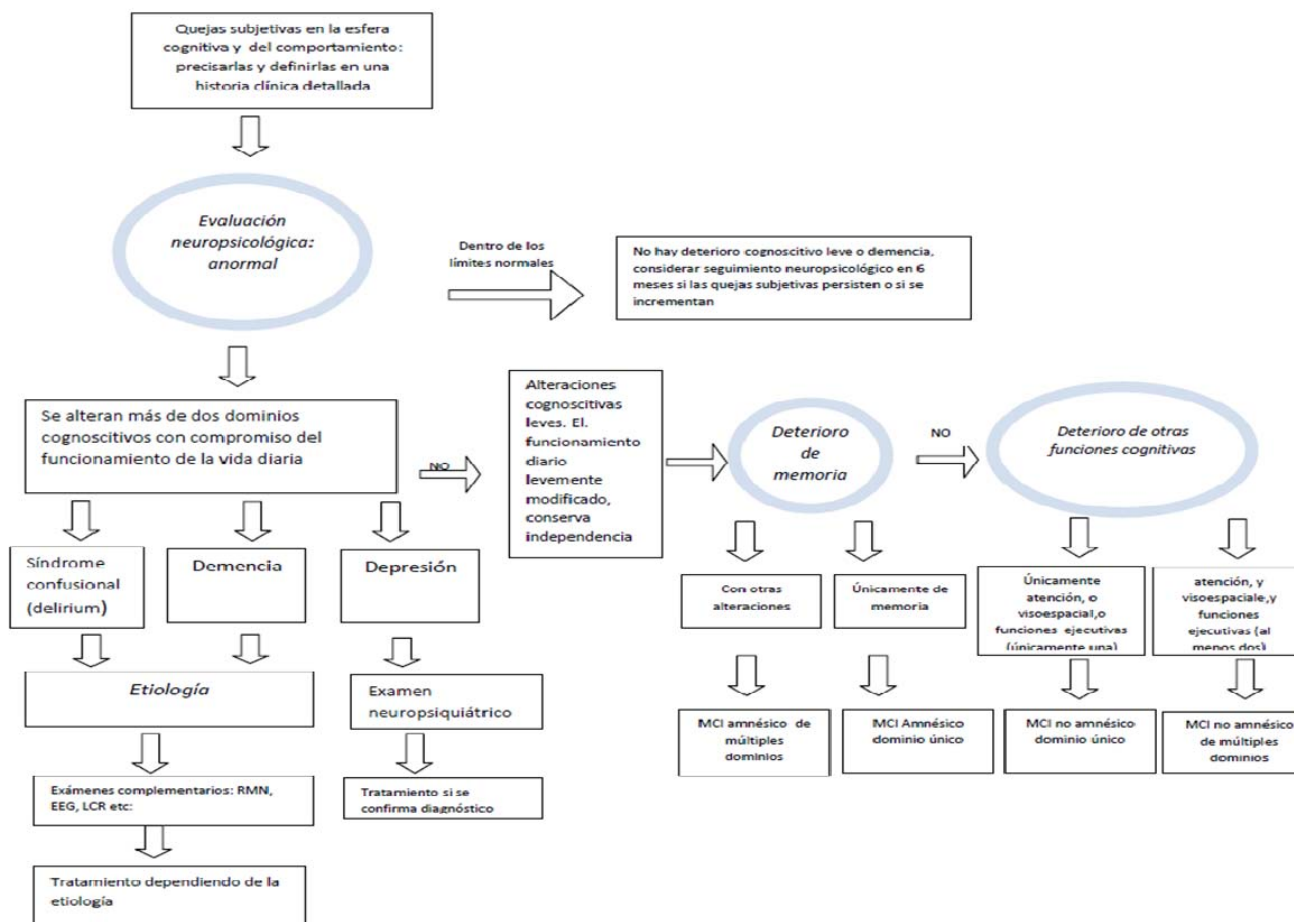 Quejas subjetivas en la esfera
cognitiva y del comportamiento:
precisarlas y definirlas en una
historia clínica detallada
Evaluación
neuropsicológica:
anormal
Dentro de los
límites normales
No hay deterioro cognoscitivo leve o demencia,
considerar seguimiento neuropsicológico en 6
meses si las quejas subjetivas persisten o si se
incrementan
Se alteran más de dos dominios
cognoscitivos con compromiso del
funcionamiento de la vida diaria
NO
Alteraciones
cognoscitivas
leves. El.
funcionamiento
diario
levemente
modificado,
conserva
independencia
Deterioro
de
memoria
NO
Deterioro de otras
funciones cognitivas
Síndrome
confusional
(delirium)
Demencia
Depresión
Con otras
alteraciones
Únicamente de
memoria
Únicamente
atención, o
visoespacial,o
funciones ejecutivas
(únicamente una)
atención, y
visoespaciale,y
funciones
ejecutivas (al
menos dos)
Etiología
Examen
neuropsiquiátrico
MCI amnésico de
múltiples
dominios
MCI Amnésico
dominio único
MCI no amnésico
dominio único
MCI no amnésico
de múltiples
dominios
Exámenes complementarios: RMN,
EEG, LCR etc:
Tratamiento si se
confirma diagnóstico
Tratamiento dependiendo de la
etiología